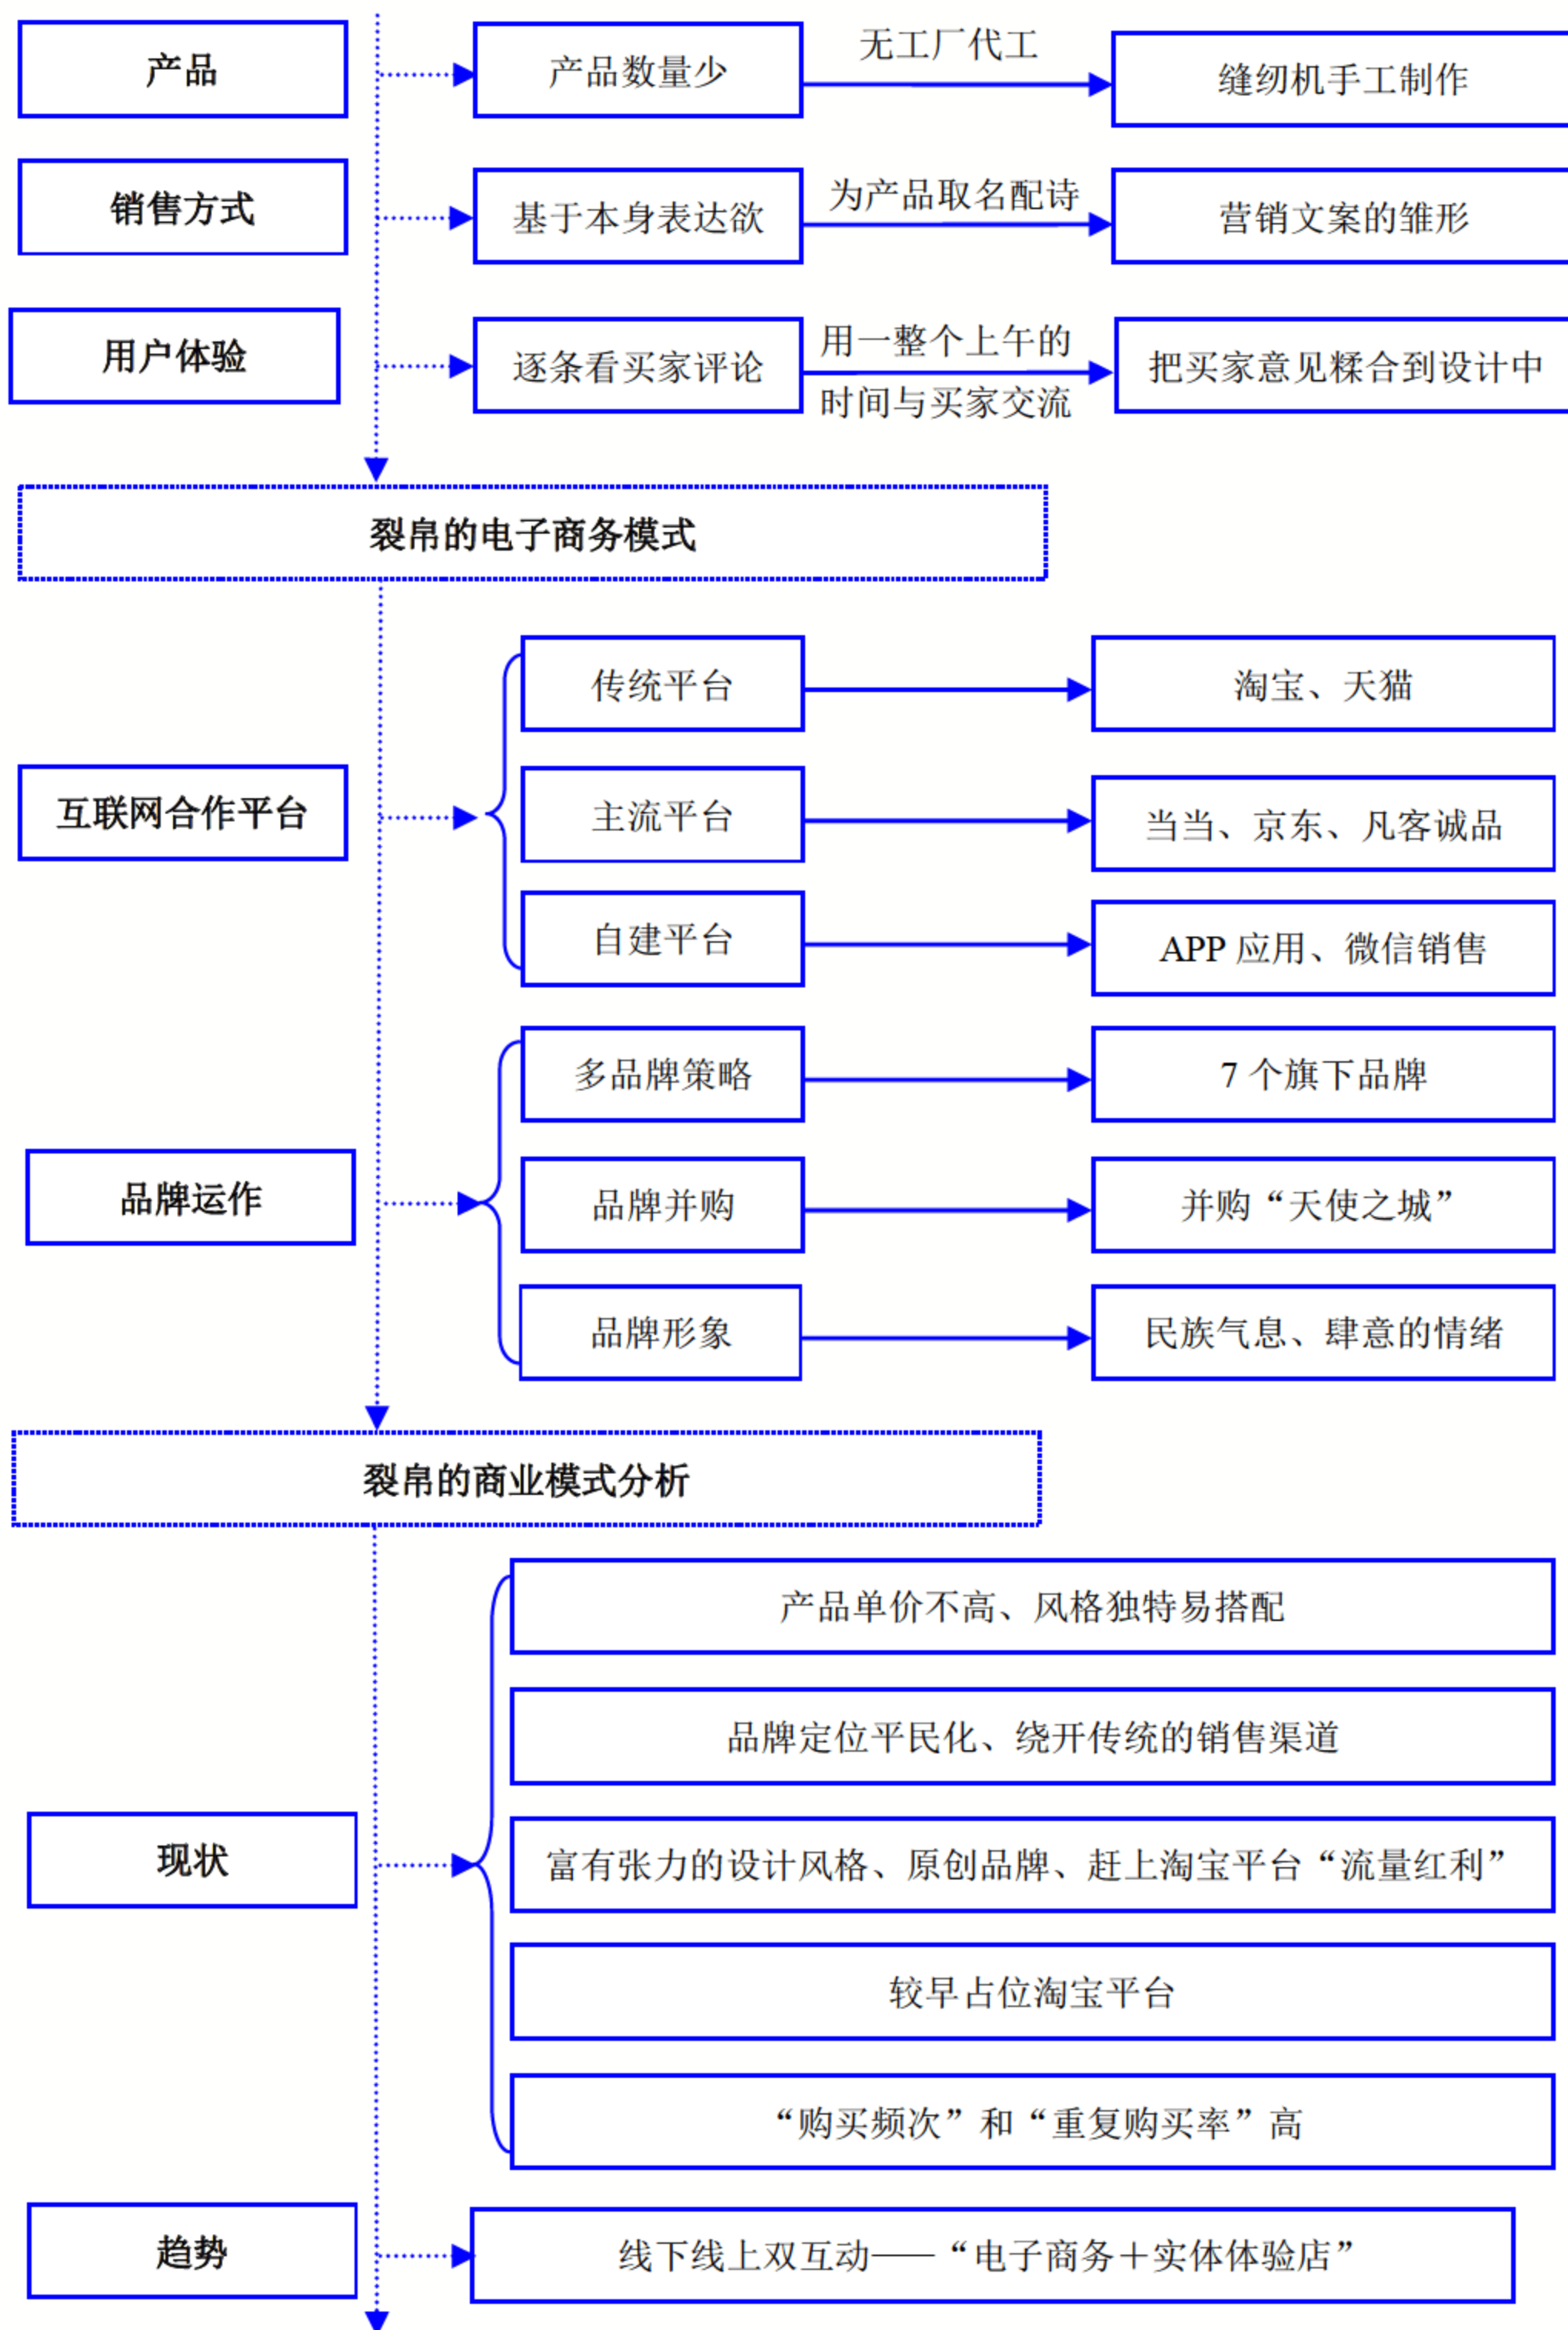 产品
产品数量少
无工厂代工
缝纫机手工制作
销售方式
基于本身表达欲
为产品取名配诗
营销文案的雏形
用户体验
逐条看买家评论
用一整个上午的
时间与买家交流
把买家意见糅合到设计中
裂帛的电子商务模式
互联网合作平台
传统平台
淘宝、天猫
主流平台
当当、京东、凡客诚品
自建平台
APP 应用、微信销售
品牌运作
多品牌策略
7 个旗下品牌
品牌并购
并购“天使之城”
品牌形象
民族气息、肆意的情绪
裂帛的商业模式分析
现状
产品单价不高、风格独特易搭配
品牌定位平民化、绕开传统的销售渠道
富有张力的设计风格、原创品牌、赶上淘宝平台“流量红利”
较早占位淘宝平台
“购买频次”和“重复购买率”高
趋势
线下线上双互动——“电子商务＋实体体验店”